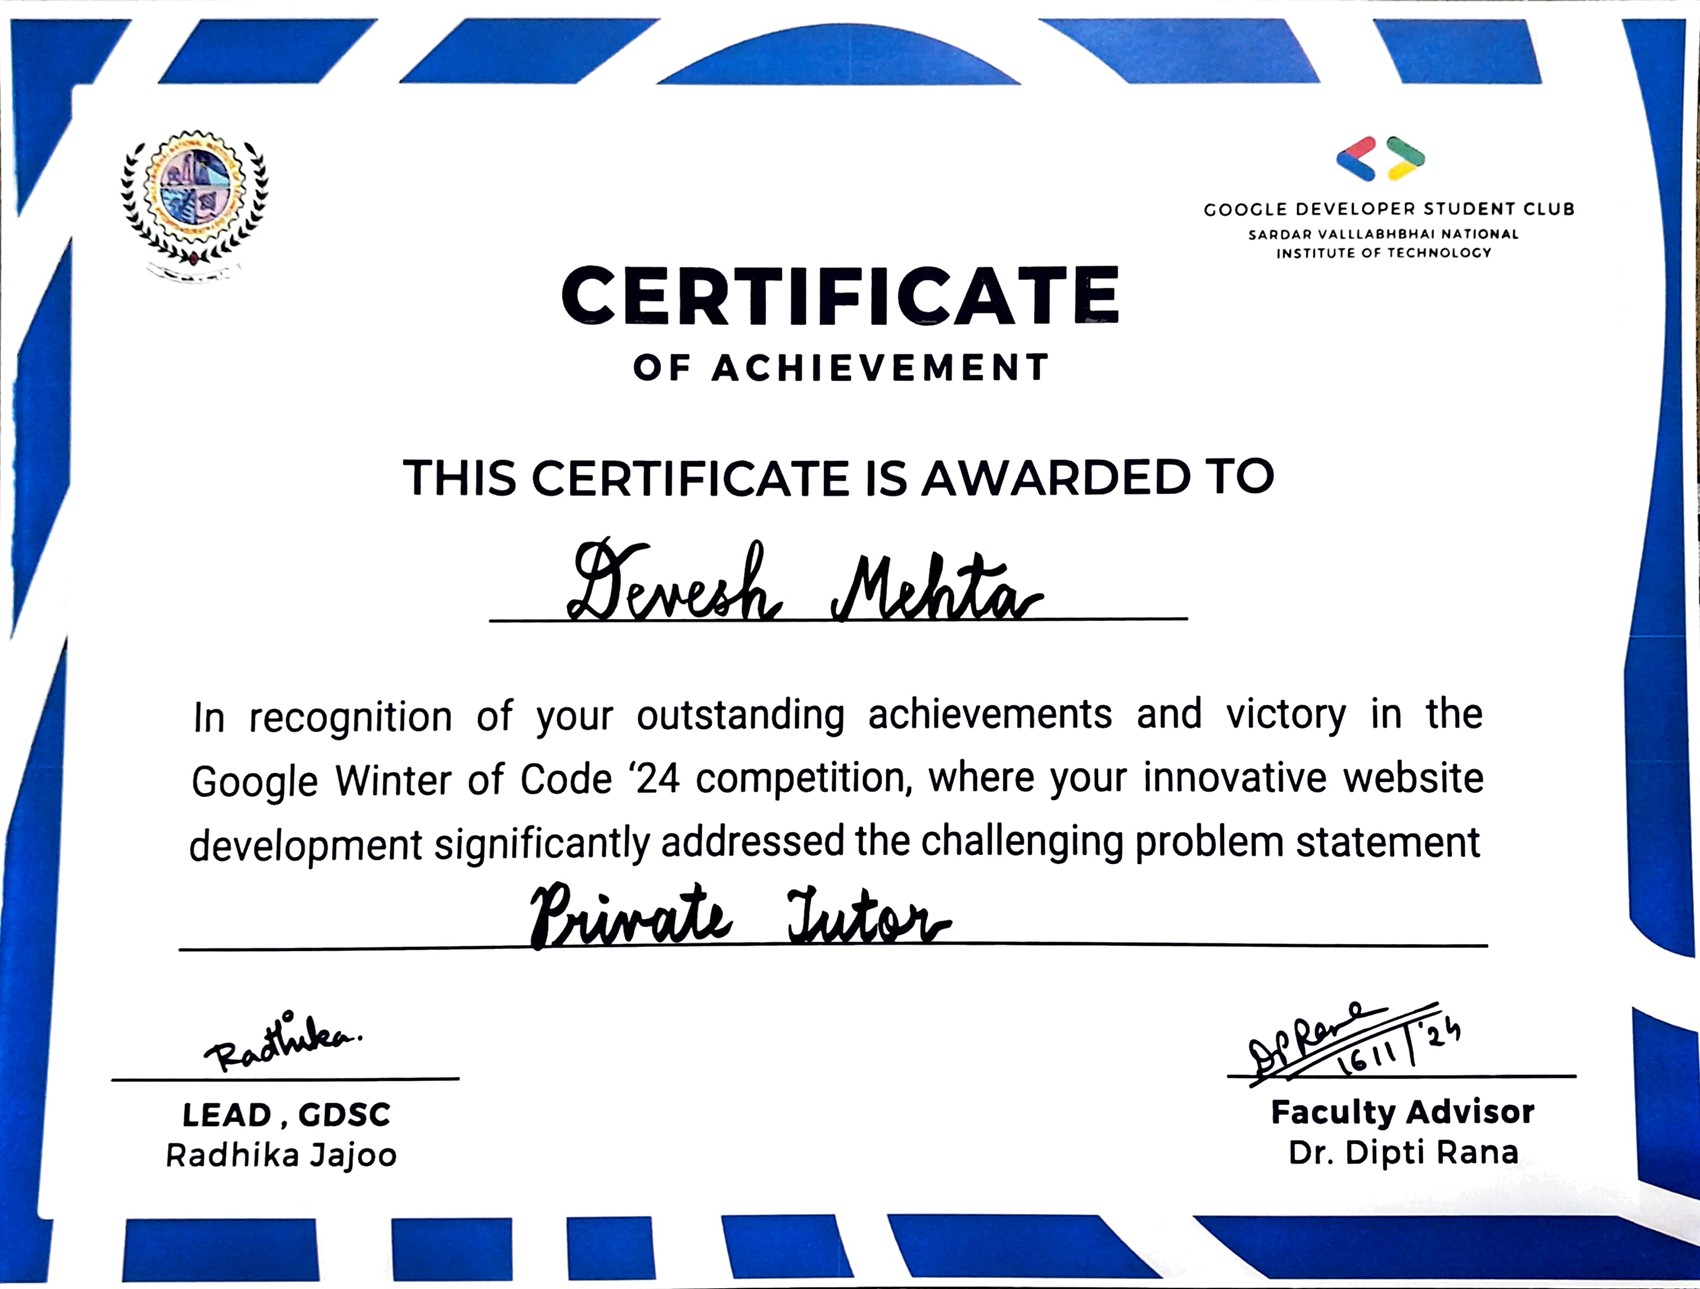 GOOGLE DEVELOPER STUDENT CLUB
SARDAR VALLLABHBHAI NATIONAL
INSTITUTE OF TECHNOLOGY
CERTIFICATE
OF ACHIEVEMENT
THIS CERTIFICATE IS AWARDED TO
Devesh Mehta
In recognition of your outstanding achievements and victory in the
Google Winter of Code ‘24 competition, where your innovative website
development significantly addressed the challenging problem statement
Private Tutor
Radhika.
LEAD , GDSC
Radhika Jajoo
DPRana
16 11/'24
Faculty Advisor
Dr. Dipti Rana